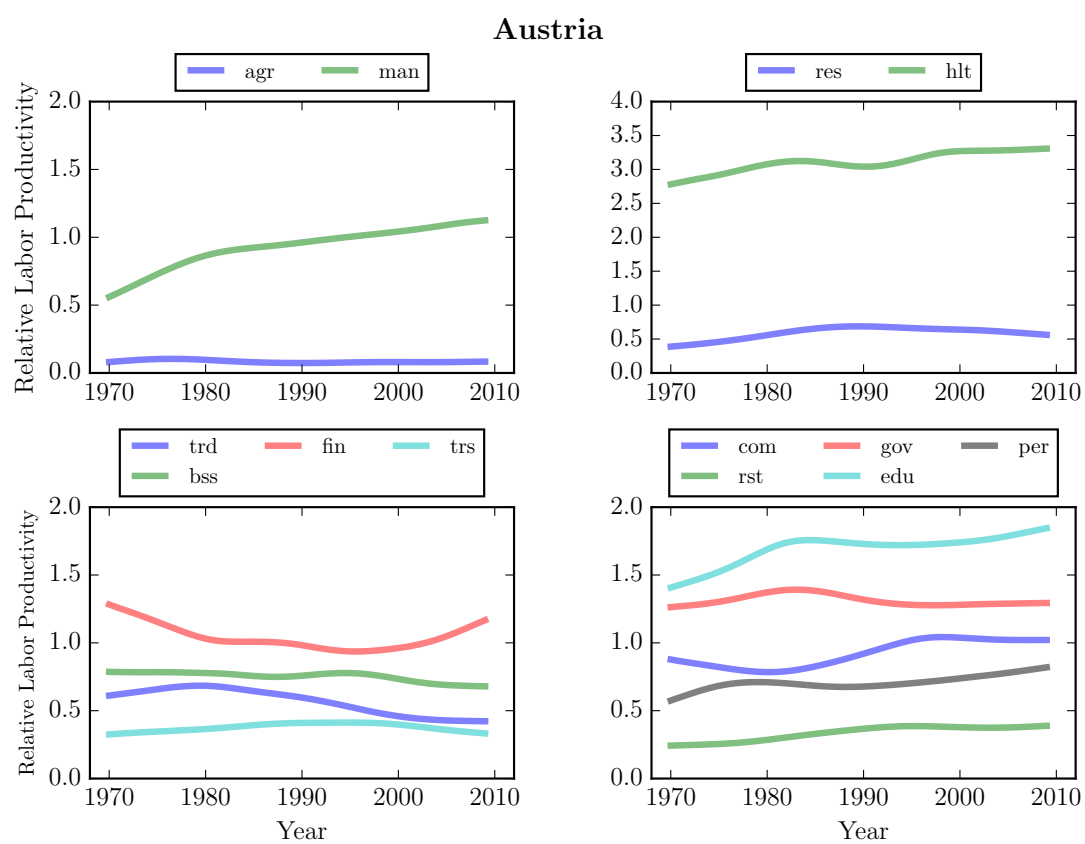 Austria
agr man
res hlt
Relative Labor Productivity
2.0
1.5
1.0
0.5
0.0
1970 1980 1990 2000 2010
4.0
3.5
3.0
2.5
2.0
1.5
1.0
0.5
0.0
1970 1980 1990 2000 2010
trd fin trs
bss
com gov per
rst edu
Relative Labor Productivity
2.0
1.5
1.0
0.5
0.0
1970 1980 1990 2000 2010
Year
2.0
1.5
1.0
0.5
0.0
1970 1980 1990 2000 2010
Year